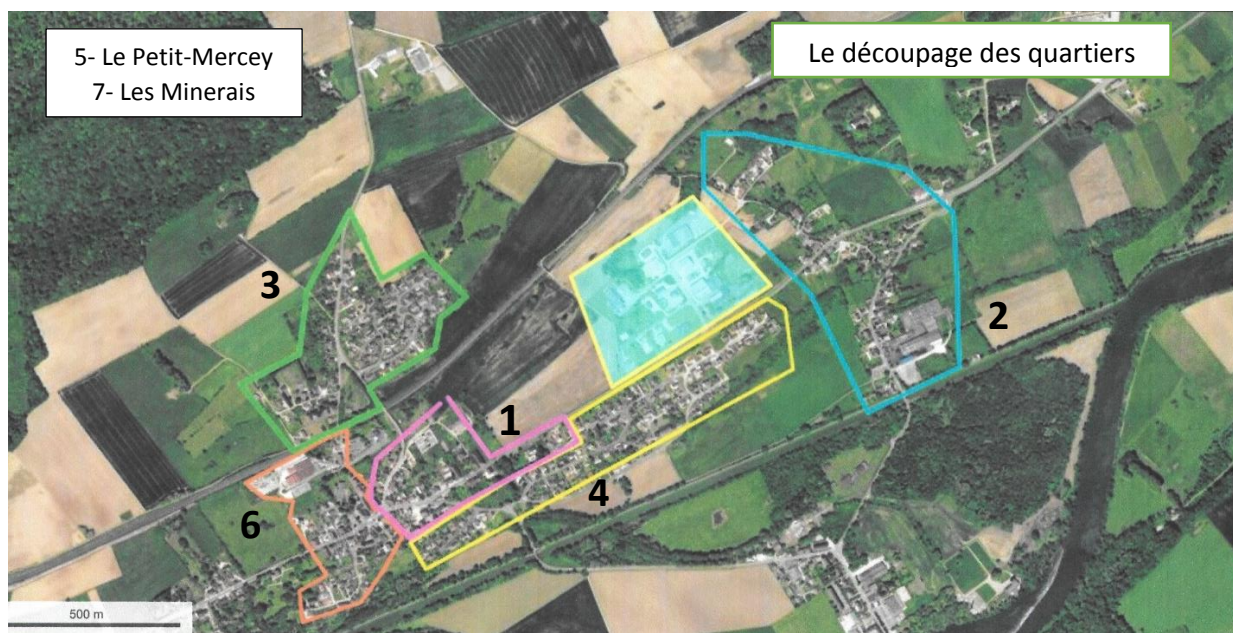 5- Le Petit-Mercey
7- Les Minerais
Le découpage des quartiers
3
2
1
4
6
500 m